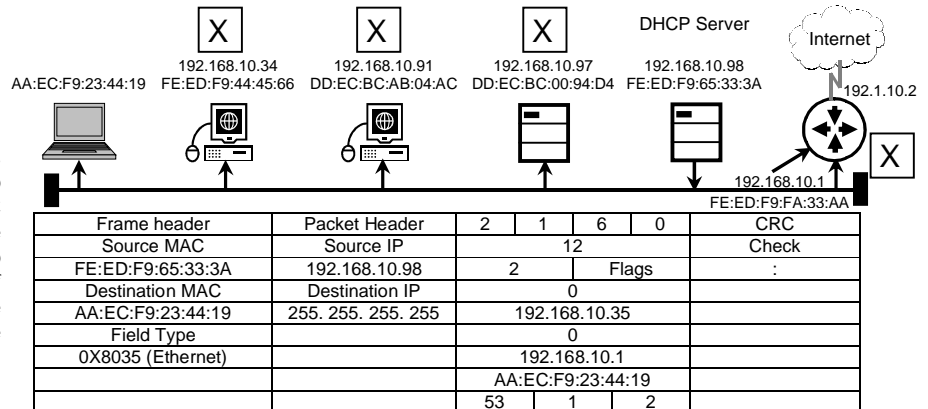 DHCP Server
Internet
X
X
X
192.168.10.34
192.168.10.91
192.168.10.97
192.168.10.98
AA:EC:F9:23:44:19
FE:ED:F9:44:45:66
DD:EC:BC:AB:04:AC
DD:EC:BC:00:94:D4
FE:ED:F9:65:33:3A
192.1.10.2
X
192.168.10.1
FE:ED:F9:FA:33:AA
Frame header Packet Header 2 1 6 0 CRC
Source MAC Source IP 12 Check
FE:ED:F9:65:33:3A 192.168.10.98 2 Flags :
Destination MAC Destination IP 0
AA:EC:F9:23:44:19 255. 255. 255. 255 192.168.10.35
Field Type 0
0X8035 (Ethernet) 192.168.10.1
AA:EC:F9:23:44:19
53 1 2